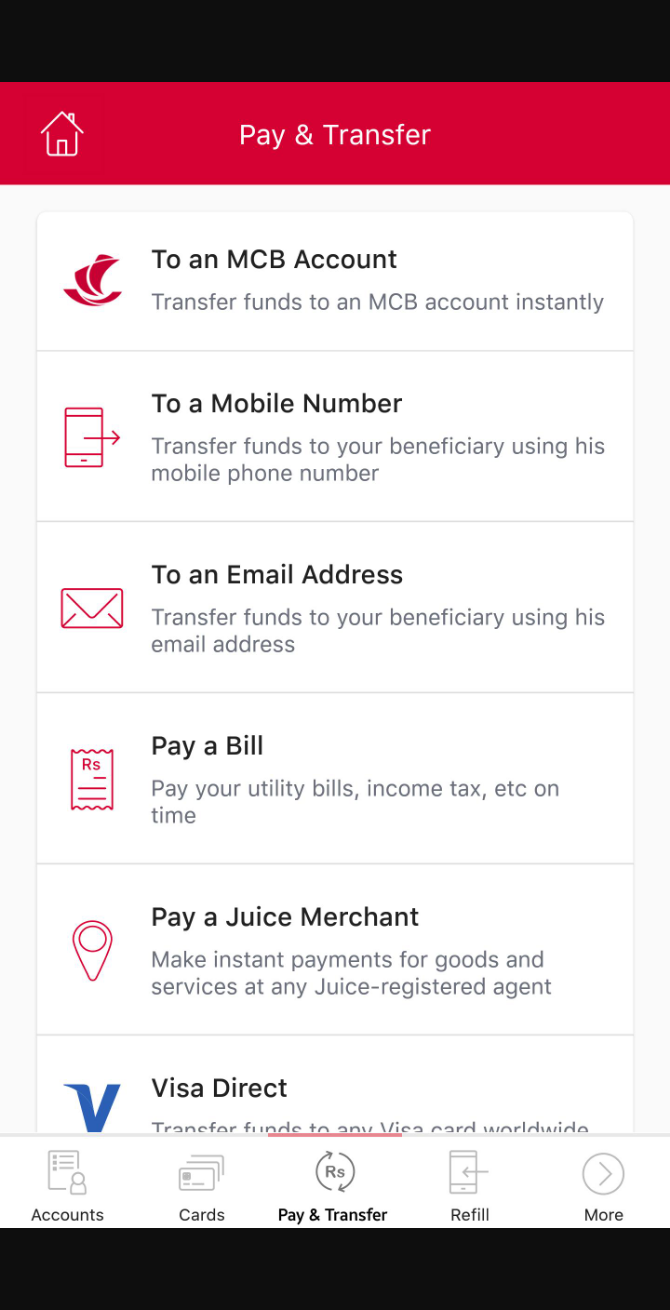 Pay & Transfer
To an MCB Account
Transfer funds to an MCB account instantly
To a Mobile Number
Transfer funds to your beneficiary using his
mobile phone number
To an Email Address
Transfer funds to your beneficiary using his
email address
Rs
Pay a Bill
Pay your utility bills, income tax, etc on
time
Pay a Juice Merchant
Make instant payments for goods and
services at any Juice-registered agent
Visa Direct
Transfer funds to any Visa card worldwide
Rs
Accounts
Cards
Pay & Transfer
Refill
More